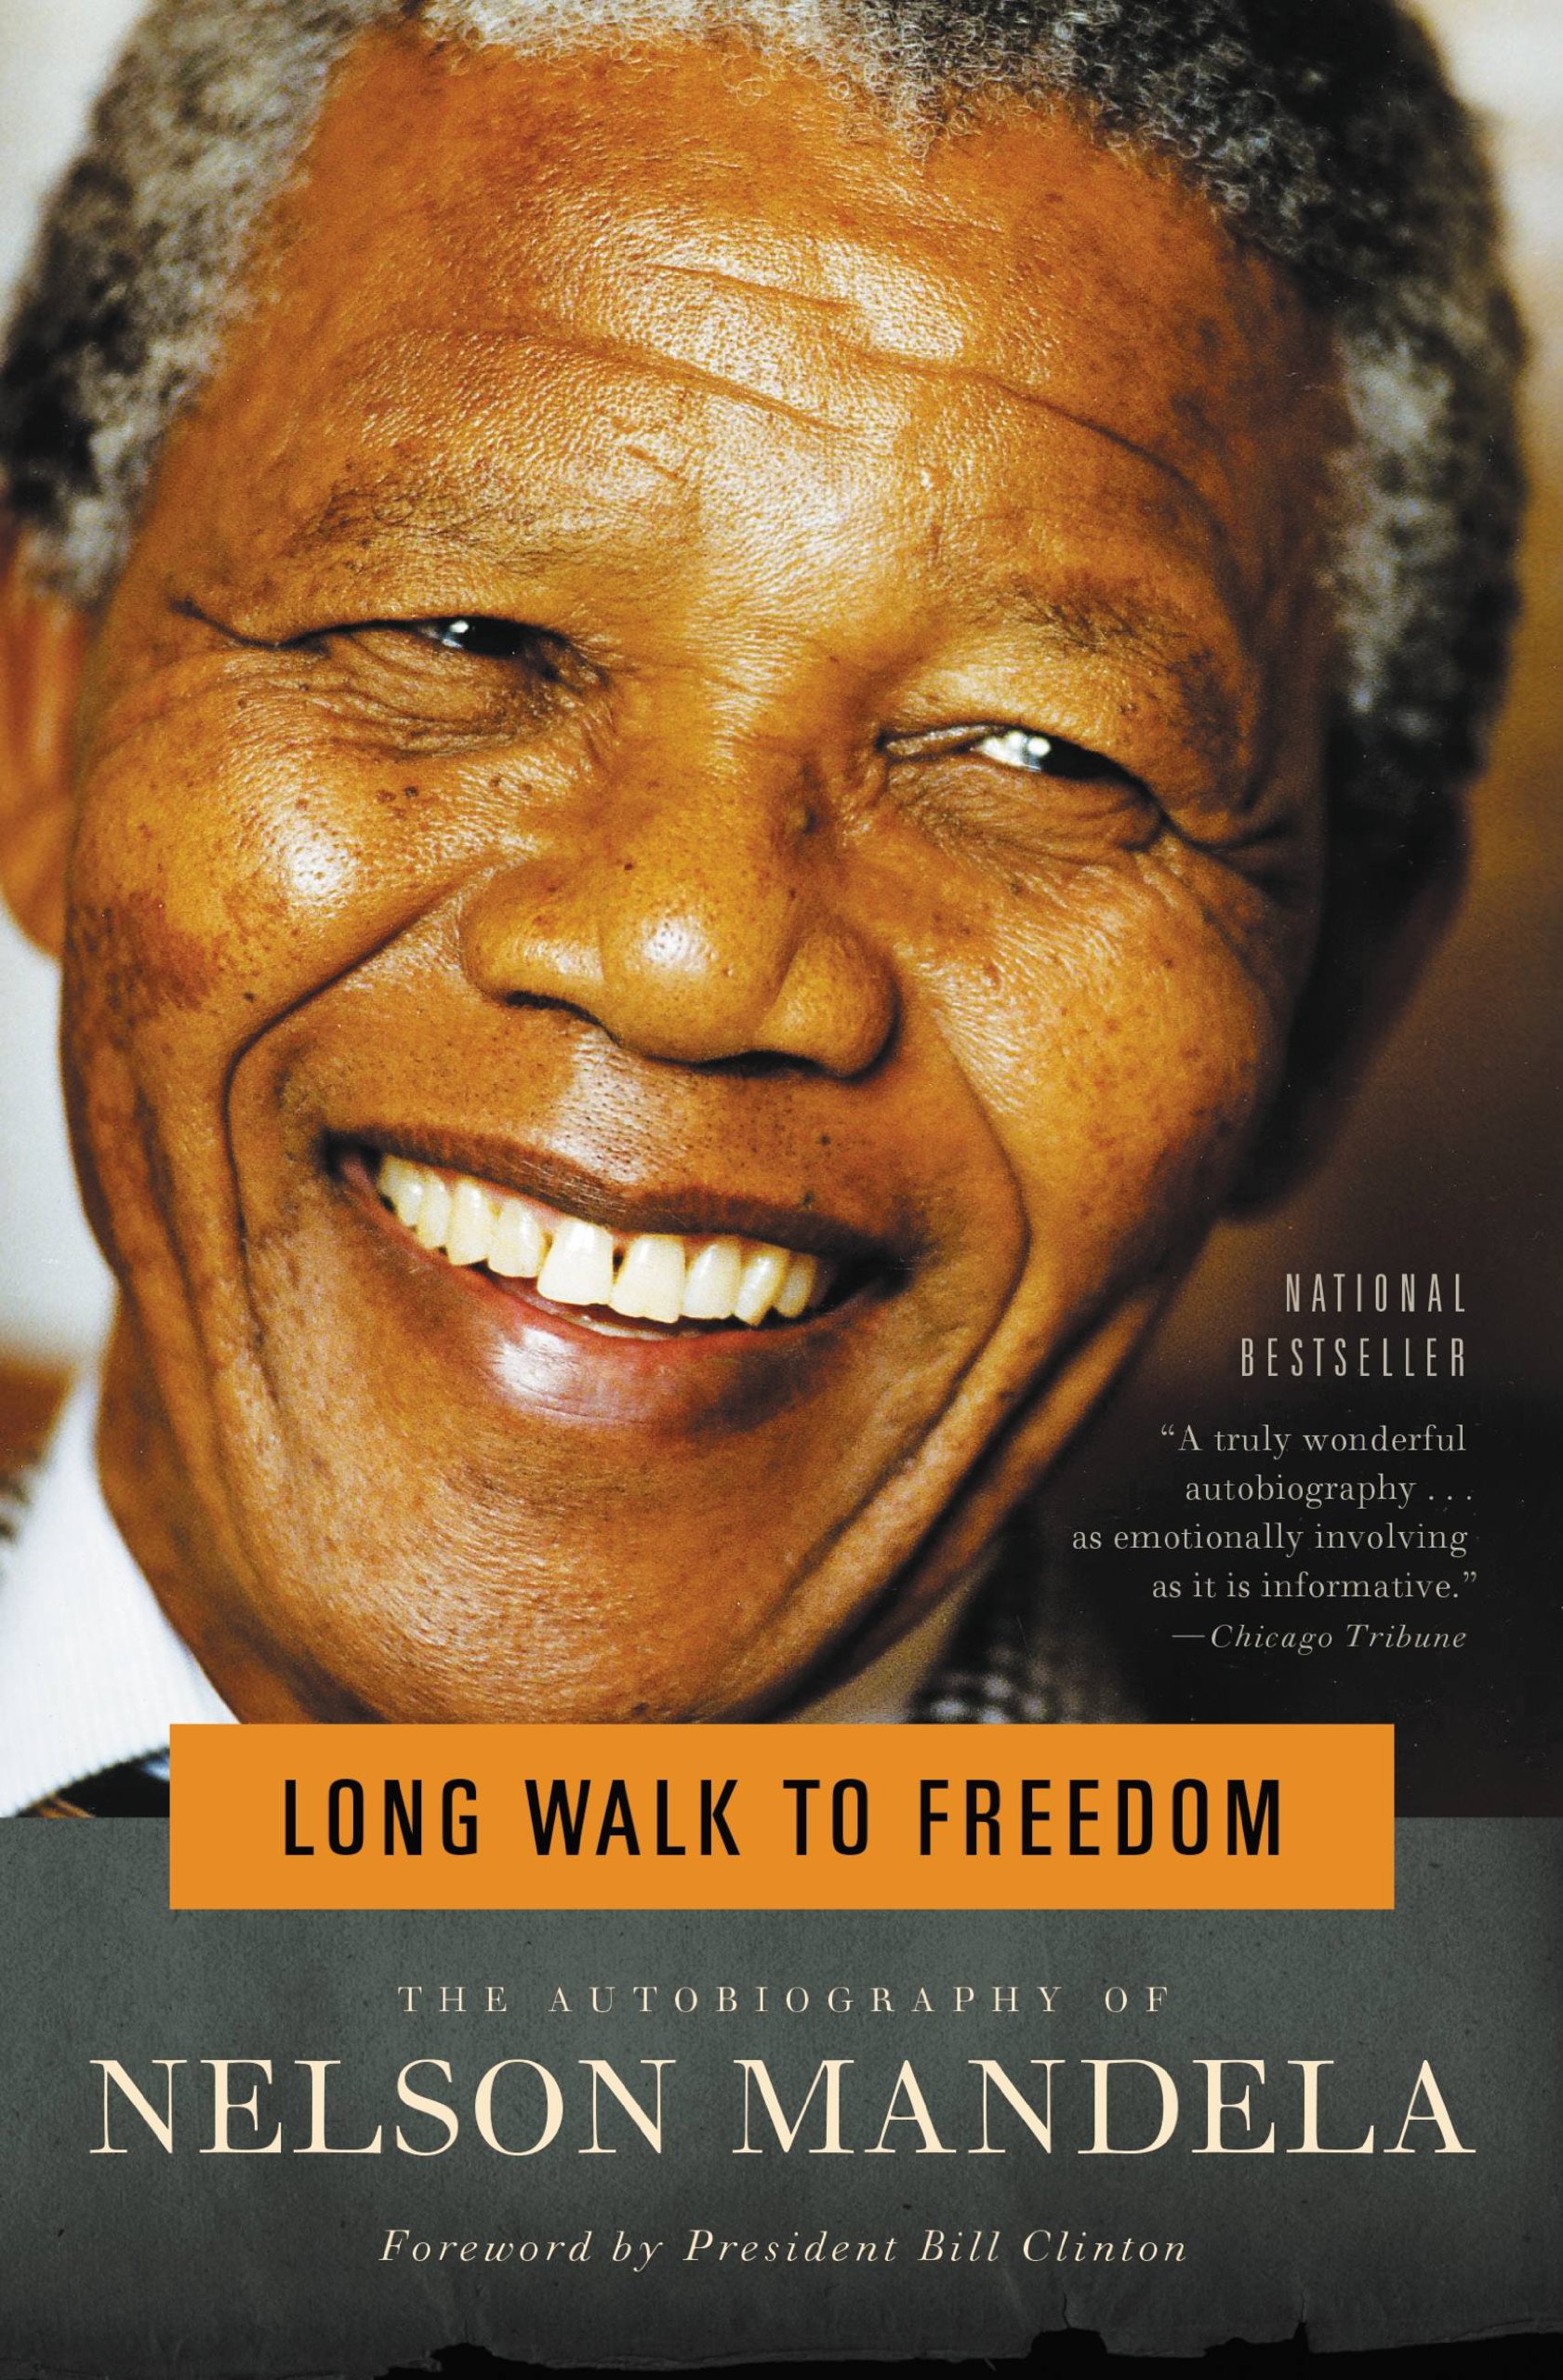 NATIONAL
BESTSELLER
“A truly wonderful
autobiography . . .
as emotionally involving
as it is informative.”
—Chicago Tribune
LONG WALK TO FREEDOM
THE AUTOBIOGRAPHY OF
NELSON MANDELA
Foreword by President Bill Clinton